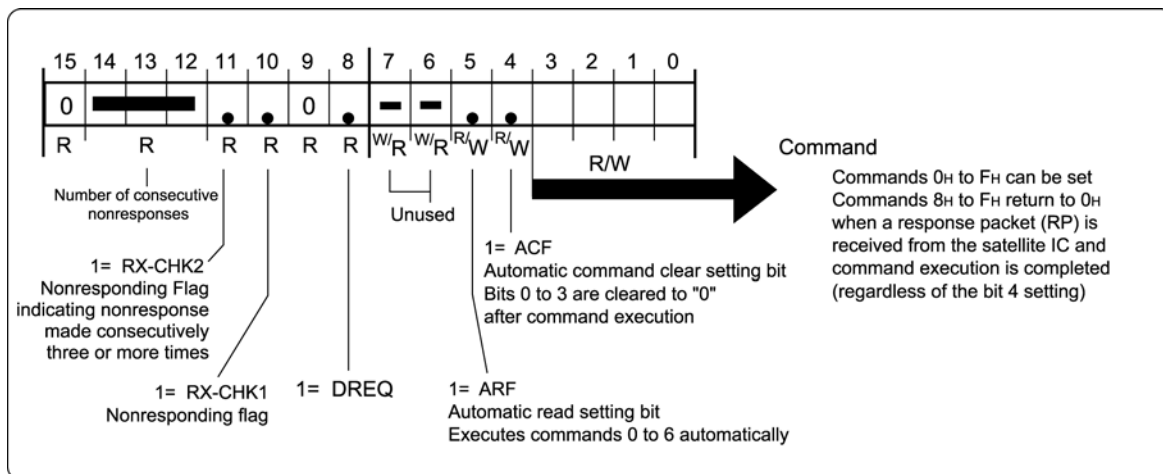 15 14 13 12 11 10 9 8 7 6 5 4 3 2 1 0
0 0
R R R R R R W/R W/R R/W R/W R/W
Number of consecutive
nonresponses
Unused
Command
Commands 0H to FH can be set
Commands 8H to FH return to 0H
when a response packet (RP) is
received from the satellite IC and
command execution is completed
(regardless of the bit 4 setting)
1= RX-CHK2
Nonresponding Flag
indicating nonresponse
made consecutively
three or more times
1= ACF
Automatic command clear setting bit
Bits 0 to 3 are cleared to "0"
after command execution
1= RX-CHK1
Nonresponding flag
1= DREQ
1= ARF
Automatic read setting bit
Executes commands 0 to 6 automatically